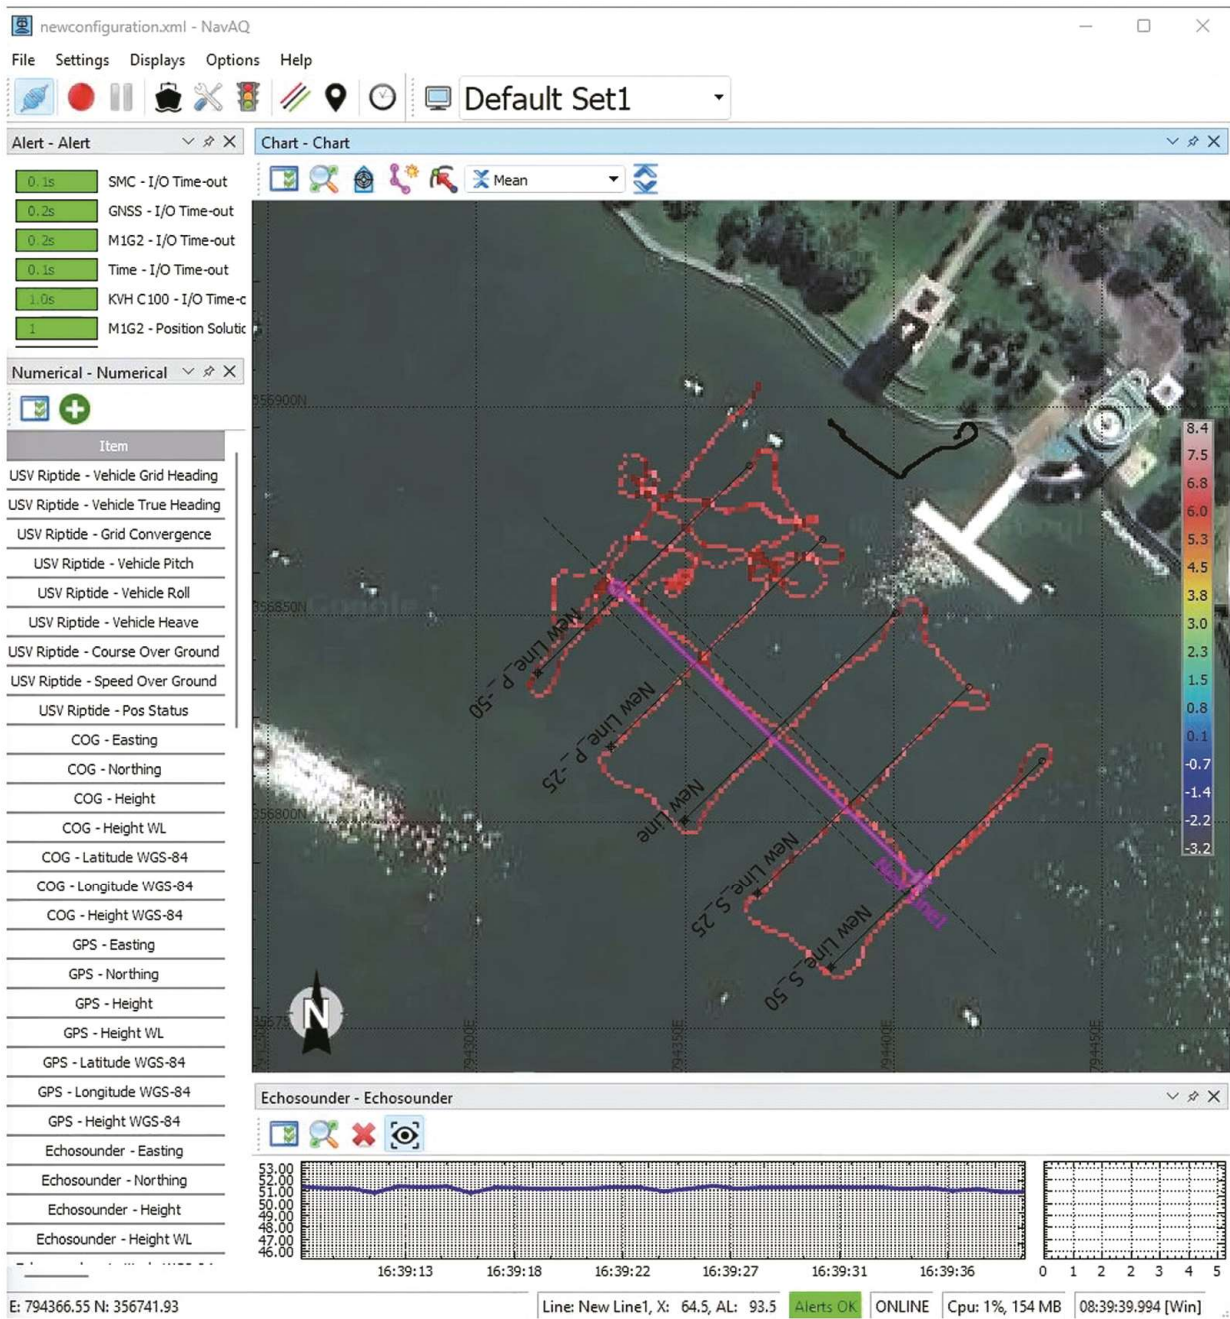 newconfiguration.xml - NavAQ
File Settings Displays Options Help
Default Set1
Alert - Alert
0.1s SMC - I/O Time-out
0.2s GNSS - I/O Time-out
0.2s M1G2 - I/O Time-out
0.1s Time - I/O Time-out
1.0s KVH C100 - I/O Time-c
1 M1G2 - Position Solutic
Numerical - Numerical
Item
USV Riptide - Vehicle Grid Heading
USV Riptide - Vehicle True Heading
USV Riptide - Grid Convergence
USV Riptide - Vehicle Pitch
USV Riptide - Vehicle Roll
USV Riptide - Vehicle Heave
USV Riptide - Course Over Ground
USV Riptide - Speed Over Ground
USV Riptide - Pos Status
COG - Easting
COG - Northing
COG - Height
COG - Height WL
COG - Latitude WGS-84
COG - Longitude WGS-84
COG - Height WGS-84
GPS - Easting
GPS - Northing
GPS - Height
GPS - Height WL
GPS - Latitude WGS-84
GPS - Longitude WGS-84
GPS - Height WGS-84
Echosounder - Easting
Echosounder - Northing
Echosounder - Height
Echosounder - Height WL
Chart - Chart
Mean
356900N
356850N
356800N
794300E
794350E
794400E
794450E
Google
New Line_P_-50
New Line_P_-25
New Line
New Line_S_25
New Line_S_50
New Line1
N
8.4
7.5
6.8
6.0
5.3
4.5
3.8
3.0
2.3
1.5
0.8
0.1
-0.7
-1.4
-2.2
-3.2
Echosounder - Echosounder
53.00
52.00
51.00
50.00
49.00
48.00
47.00
46.00
16:39:13 16:39:18 16:39:22 16:39:27 16:39:31 16:39:36
0 1 2 3 4 5
E: 794366.55 N: 356741.93
Line: New Line1, X: 64.5, AL: 93.5
Alerts OK
ONLINE
Cpu: 1%, 154 MB
08:39:39.994 [Win]